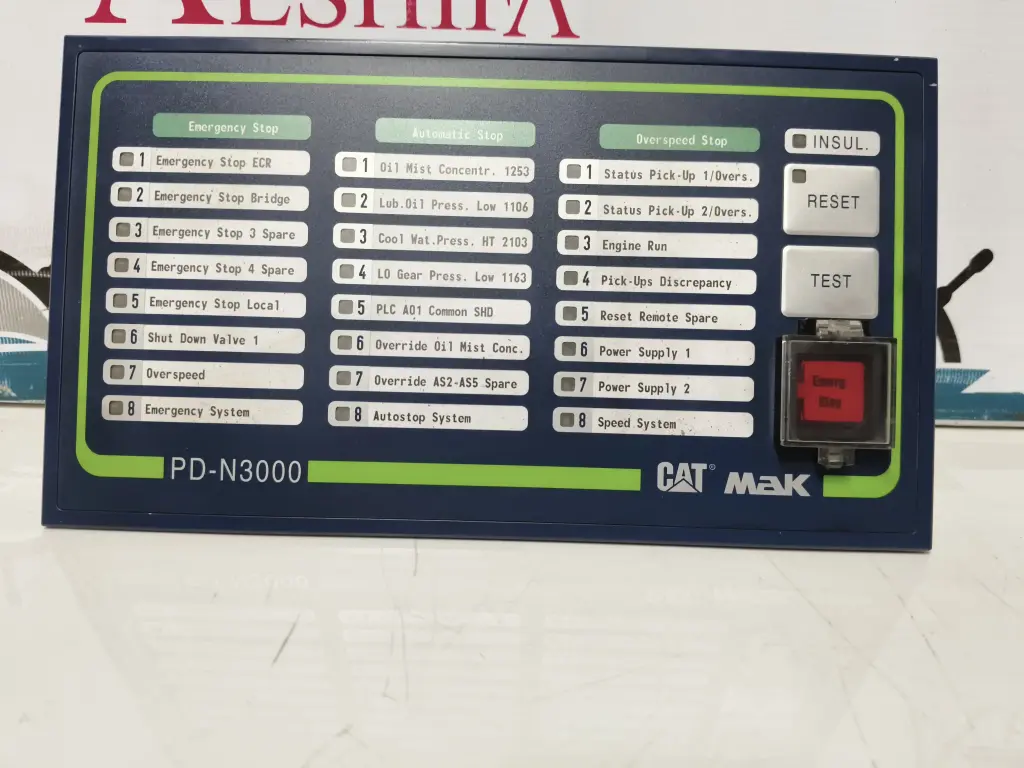 ALSHIFA
Emergency Stop
1 Emergency Stop ECR
2 Emergency Stop Bridge
3 Emergency Stop 3 Spare
4 Emergency Stop 4 Spare
5 Emergency Stop Local
6 Shut Down Valve 1
7 Overspeed
8 Emergency System
Automatic Stop
1 Oil Mist Concentr. 1253
2 Lub.Oil Press. Low 1106
3 Cool Wat.Press. HT 2103
4 LO Gear Press. Low 1163
5 PLC A01 Common SHD
6 Override Oil Mist Conc.
7 Override AS2-AS5 Spare
8 Autostop System
Overspeed Stop
1 Status Pick-Up 1/Overs.
2 Status Pick-Up 2/Overs.
3 Engine Run
4 Pick-Ups Discrepancy
5 Reset Remote Spare
6 Power Supply 1
7 Power Supply 2
8 Speed System
INSUL.
RESET
TEST
Emerg
Stop
PD-N3000
CAT® MaK